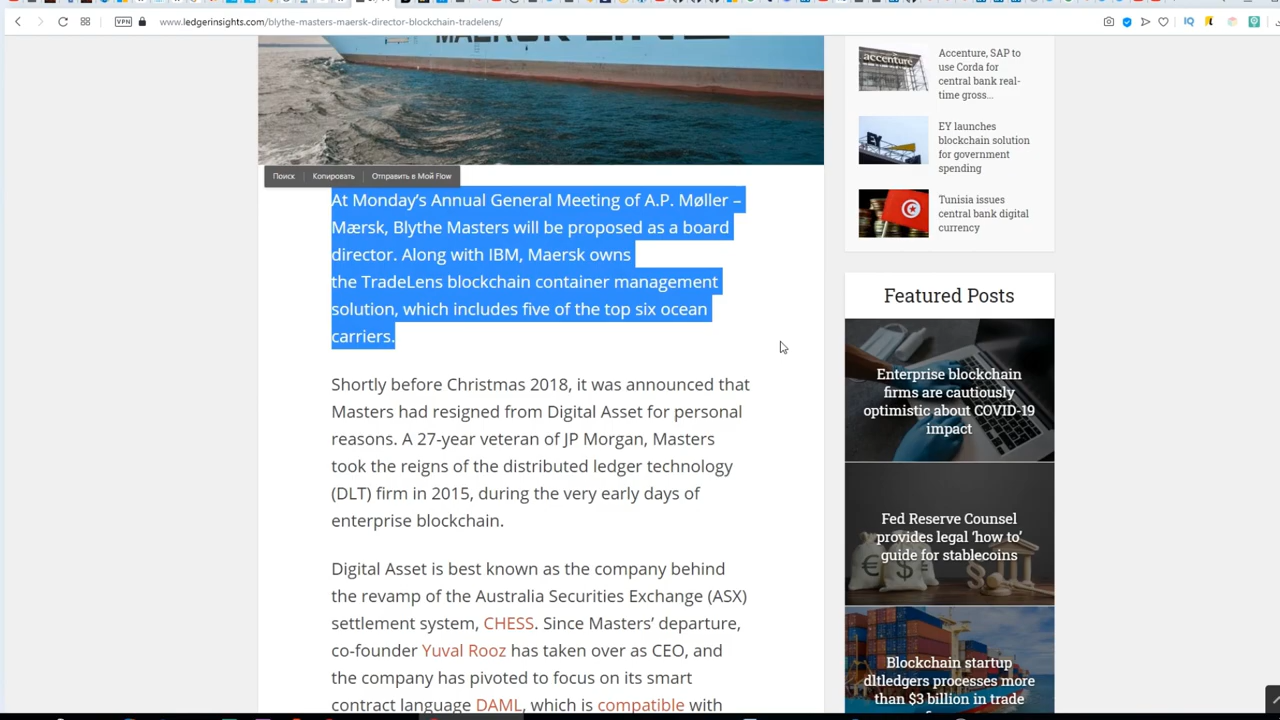 VPN
www.ledgerinsights.com/blythe-masters-maersk-director-blockchain-tradelens/
MAERSK LINE
Поиск
Копировать
Отправить в Мой Flow
At Monday’s Annual General Meeting of A.P. Møller –
Mærsk, Blythe Masters will be proposed as a board
director. Along with IBM, Maersk owns
the TradeLens blockchain container management
solution, which includes five of the top six ocean
carriers.
Shortly before Christmas 2018, it was announced that
Masters had resigned from Digital Asset for personal
reasons. A 27-year veteran of JP Morgan, Masters
took the reigns of the distributed ledger technology
(DLT) firm in 2015, during the very early days of
enterprise blockchain.
Digital Asset is best known as the company behind
the revamp of the Australia Securities Exchange (ASX)
settlement system, CHESS. Since Masters’ departure,
co-founder Yuval Rooz has taken over as CEO, and
the company has pivoted to focus on its smart
contract language DAML, which is compatible with
accenture
Accenture, SAP to
use Corda for
central bank real-
time gross...
EY
EY launches
blockchain solution
for government
spending
Tunisia issues
central bank digital
currency
Featured Posts
Enterprise blockchain
firms are cautiously
optimistic about COVID-19
impact
Fed Reserve Counsel
provides legal ‘how to’
guide for stablecoins
Blockchain startup
dltledgers processes more
than $3 billion in trade